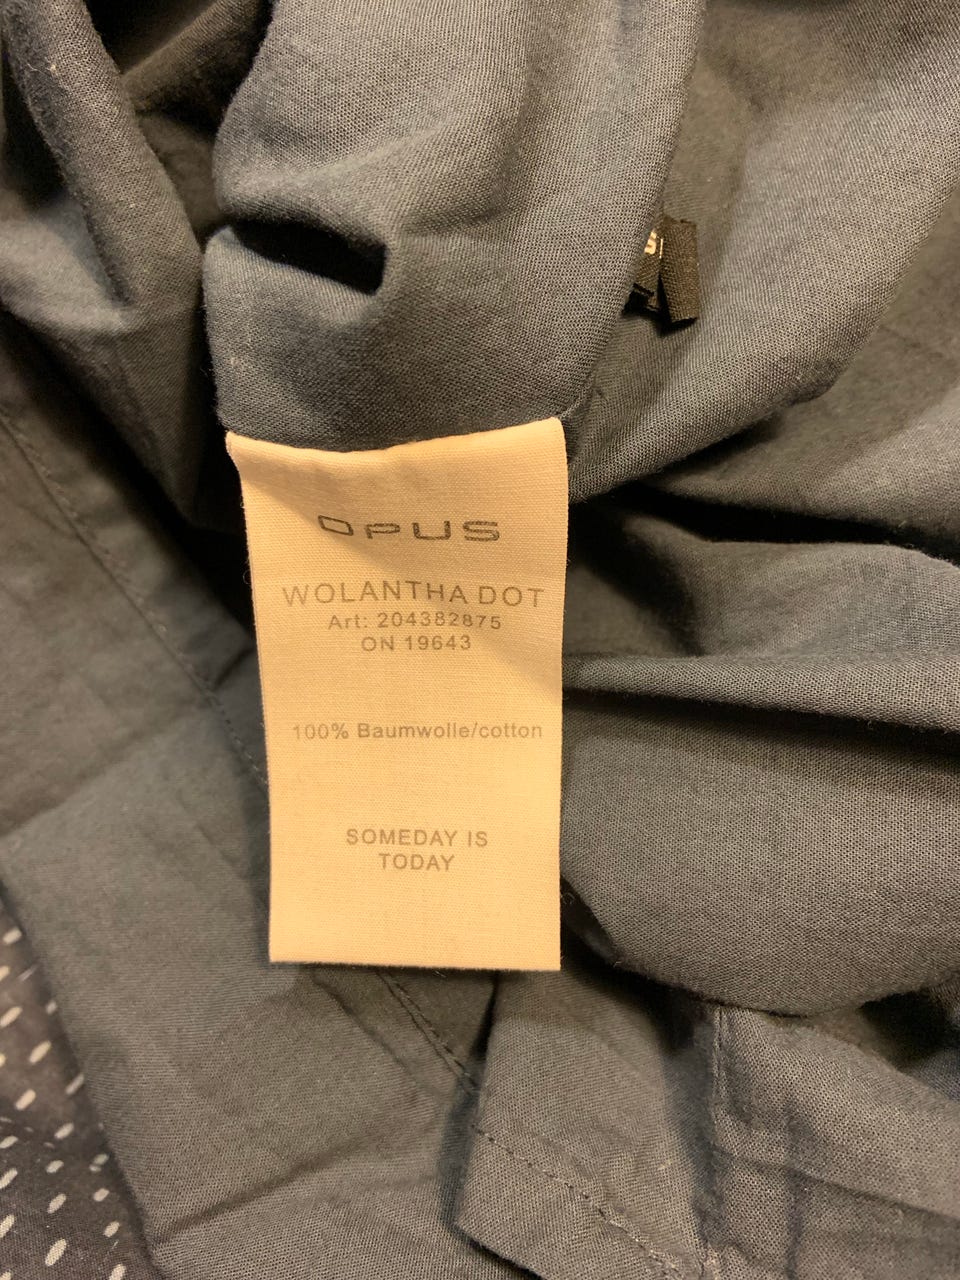 OPUS
WOLANTHA DOT
Art: 204382875
ON 19643
100% Baumwolle/cotton
SOMEDAY IS
TODAY